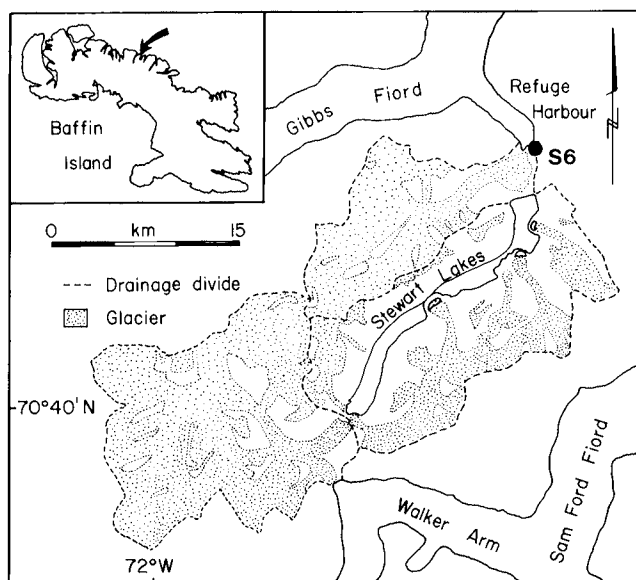 Baffin
Island
Gibbs Fiord
Refuge
Harbour
N
S6
km
0 15
Drainage divide
Glacier
Stewart Lakes
70°40'N
Walker Arm
Sam Ford Fiord
72°W